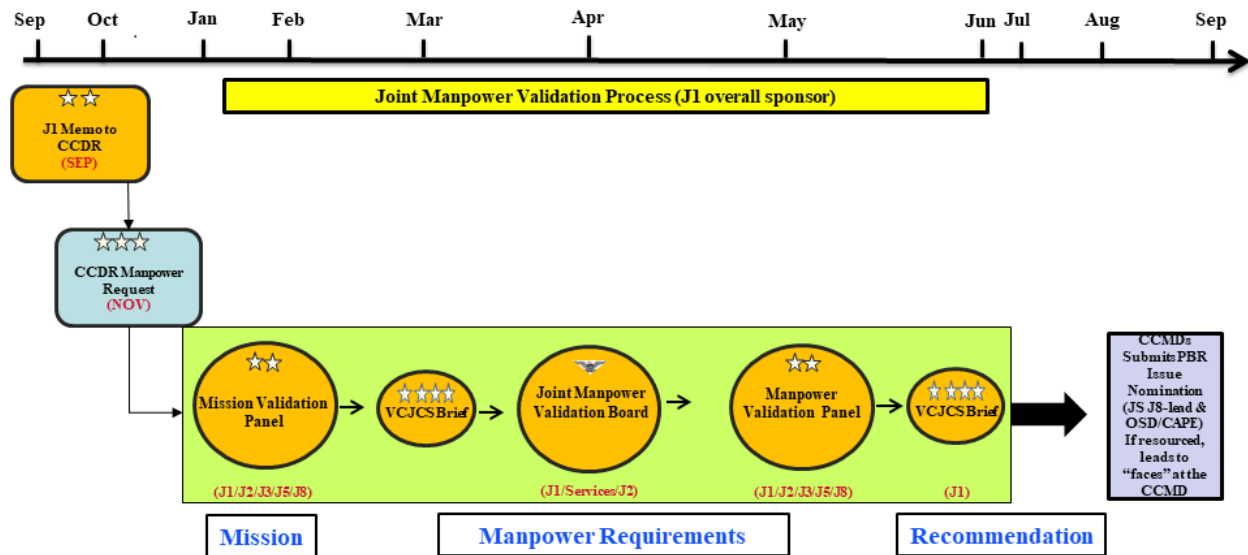 Sep Oct Jan Feb Mar Apr May Jun Jul Aug Sep
Joint Manpower Validation Process (J1 overall sponsor)
J1 Memo to
CCDR
(SEP)
CCDR Manpower
Request
(NOV)
Mission Validation
Panel
(J1/J2/J3/J5/J8)
VCJCS Brief
Joint Manpower
Validation Board
(J1/Services/J2)
Manpower
Validation Panel
(J1/J2/J3/J5/J8)
VCJCS Brief
(J1)
CCMDs
Submits PBR
Issue
Nomination
(JS J8-lead &
OSD/CAPE)
If resourced,
leads to
“faces” at the
CCMD
Mission
Manpower Requirements
Recommendation